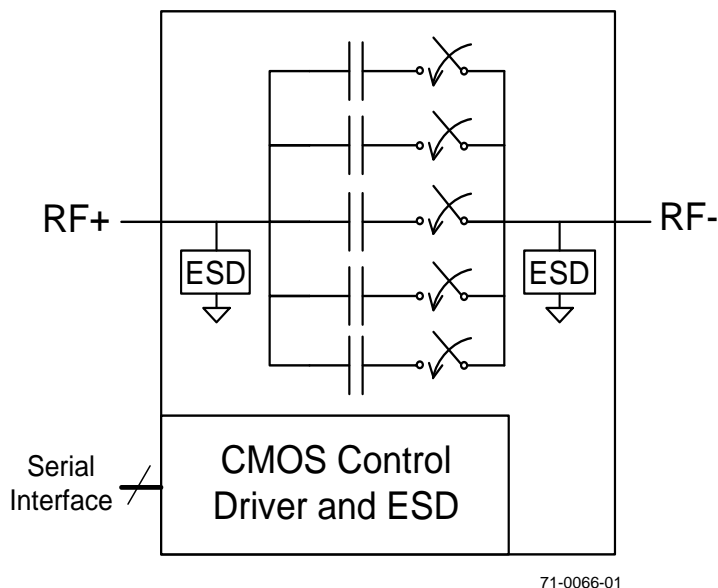 RF+
RF-
ESD
ESD
Serial
Interface
CMOS Control
Driver and ESD
71-0066-01